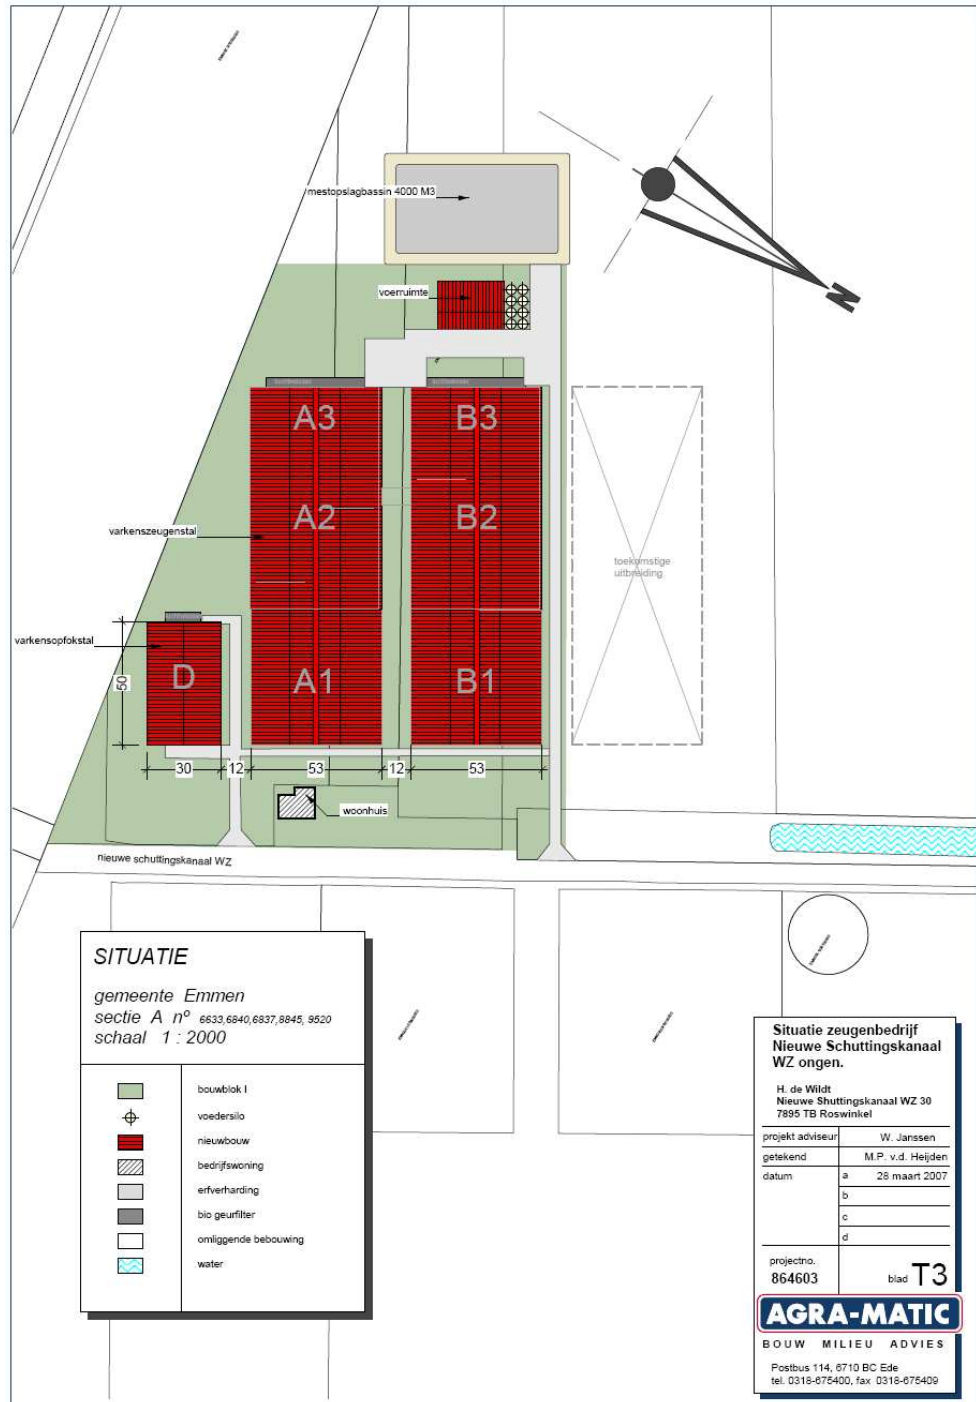 mestopslagbassin 4000 M3
N
voerruimte
A3
B3
A2
B2
varkenszeugenstal
toekomstige
uitbreiding
varkensopfokstal
D
A1
B1
50
30
12
53
12
53
woonhuis
nieuwe schuttingskanaal WZ
SITUATIE
gemeente Emmen
sectie A nº 6633,6840,6837,8845, 9520
schaal 1 : 2000
bouwblok I
voedersilo
nieuwbouw
bedrijfswoning
erfverharding
bio geurfilter
omliggende bebouwing
water
Situatie zeugenbedrijf
Nieuwe Schuttingskanaal
WZ ongen.
H. de Wildt
Nieuwe Shuttingskanaal WZ 30
7895 TB Roswinkel
projekt adviseur W. Janssen
getekend M.P. v.d. Heijden
datum a 28 maart 2007
b
c
d
projectno.
864603
blad T3
AGRA-MATIC
BOUW MILIEU ADVIES
Postbus 114, 6710 BC Ede
tel. 0318-675400, fax 0318-675409